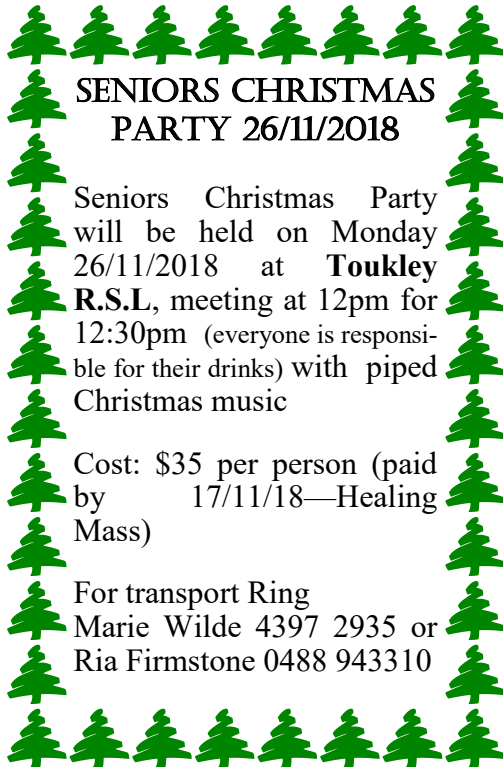 SENIORS CHRISTMAS
PARTY 26/11/2018
Seniors Christmas Party
will be held on Monday
26/11/2018 at Toukley
R.S.L, meeting at 12pm for
12:30pm (everyone is responsi-
ble for their drinks) with piped
Christmas music
Cost: $35 per person (paid
by 17/11/18—Healing
Mass)
For transport Ring
Marie Wilde 4397 2935 or
Ria Firmstone 0488 943310